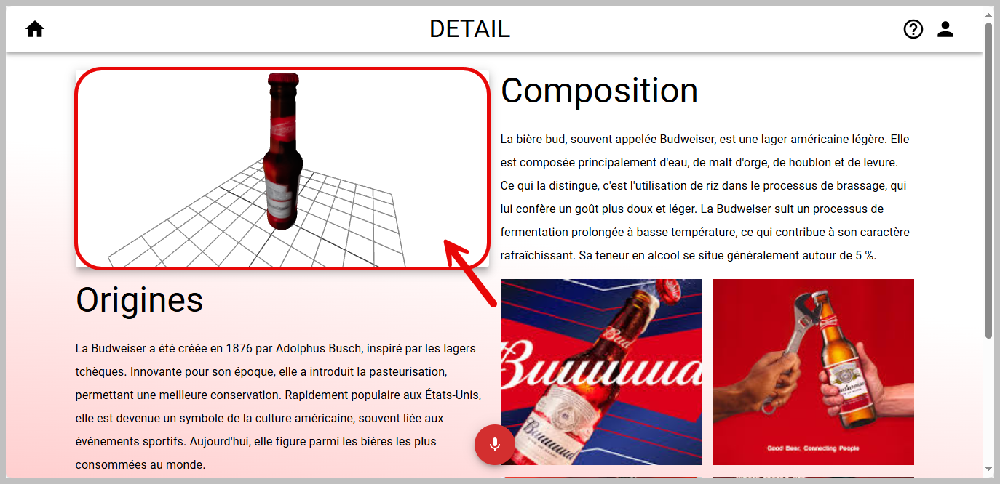 DETAIL
Composition
La bière bud, souvent appelée Budweiser, est une lager américaine légère. Elle
est composée principalement d'eau, de malt d'orge, de houblon et de levure.
Ce qui la distingue, c'est l'utilisation de riz dans le processus de brassage, qui
lui confère un goût plus doux et léger. La Budweiser suit un processus de
fermentation prolongée à basse température, ce qui contribue à son caractère
rafraîchissant. Sa teneur en alcool se situe généralement autour de 5 %.
Origines
La Budweiser a été créée en 1876 par Adolphus Busch, inspiré par les lagers
tchèques. Innovante pour son époque, elle a introduit la pasteurisation,
permettant une meilleure conservation. Rapidement populaire aux États-Unis,
elle est devenue un symbole de la culture américaine, souvent liée aux
événements sportifs. Aujourd'hui, elle figure parmi les bières les plus
consommées au monde.
Bud
Buuuuud
Buuuuud
Budweiser
Good Beer, Connecting People